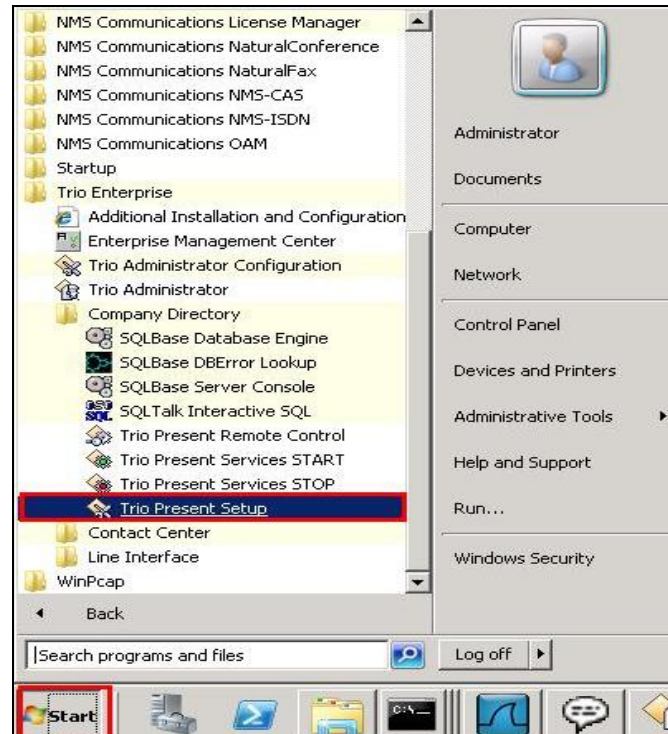 NMS Communications License Manager
NMS Communications NaturalConference
NMS Communications NaturalFax
NMS Communications NMS-CAS
NMS Communications NMS-ISDN
NMS Communications OAM
Startup
Trio Enterprise
Additional Installation and Configuration
Enterprise Management Center
Trio Administrator Configuration
Trio Administrator
Company Directory
SQLBase Database Engine
SQLBase DBError Lookup
SQLBase Server Console
SQLTalk Interactive SQL
Trio Present Remote Control
Trio Present Services START
Trio Present Services STOP
Trio Present Setup
Contact Center
Line Interface
WinPcap
Back
Search programs and files
Administrator
Documents
Computer
Network
Control Panel
Devices and Printers
Administrative Tools
Help and Support
Run...
Windows Security
Log off
Start